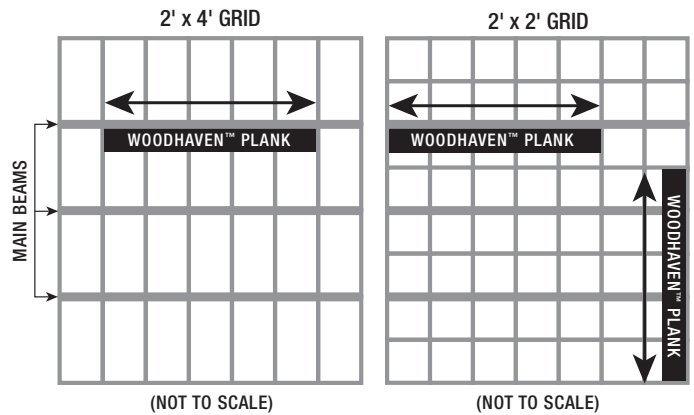 2' x 4' GRID
2' x 2' GRID
WOODHAVEN™ PLANK
WOODHAVEN™ PLANK
MAIN BEAMS
WOODHAVEN™ PLANK
(NOT TO SCALE)
(NOT TO SCALE)